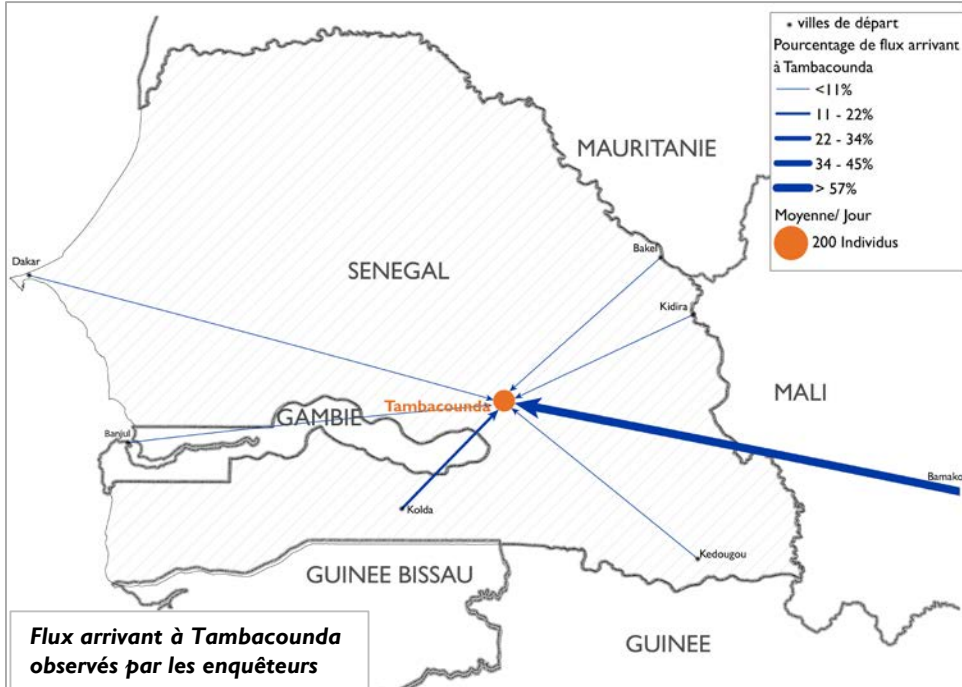 villes de départ
Pourcentage de flux arrivant
à Tambacounda
<11%
11 - 22%
22 - 34%
34 - 45%
> 57%
Moyenne/ Jour
200 Individus
MAURITANIE
Bakel
Dakar
SENEGAL
Kidira
MALI
Tambacounda
GAMBIE
Banjul
Bamako
Kolda
Kedougou
GUINEE BISSAU
GUINEE
Flux arrivant à Tambacounda
observés par les enquêteurs